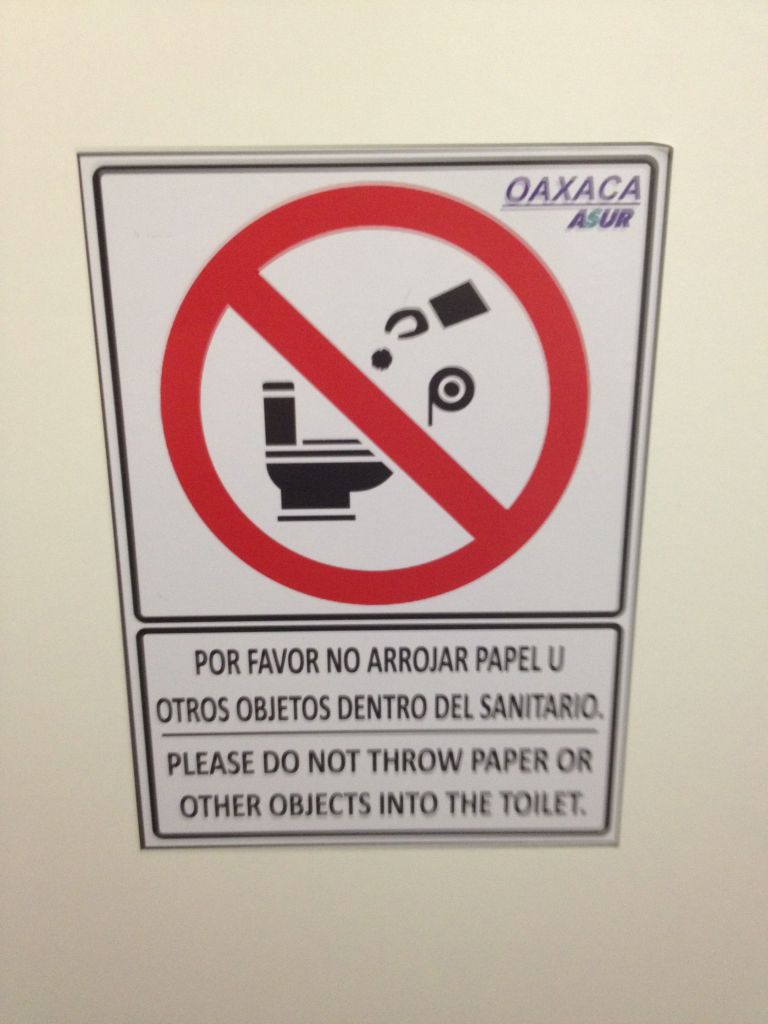 OAXACA
ASUR
POR FAVOR NO ARROJAR PAPEL U
OTROS OBJETOS DENTRO DEL SANITARIO.
PLEASE DO NOT THROW PAPER OR
OTHER OBJECTS INTO THE TOILET.